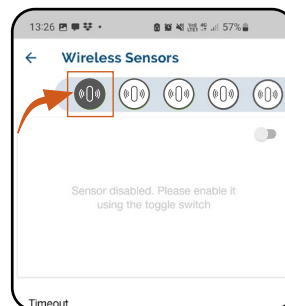 13:26 57%
Wireless Sensors
Sensor disabled. Please enable it
using the toggle switch
Timeout